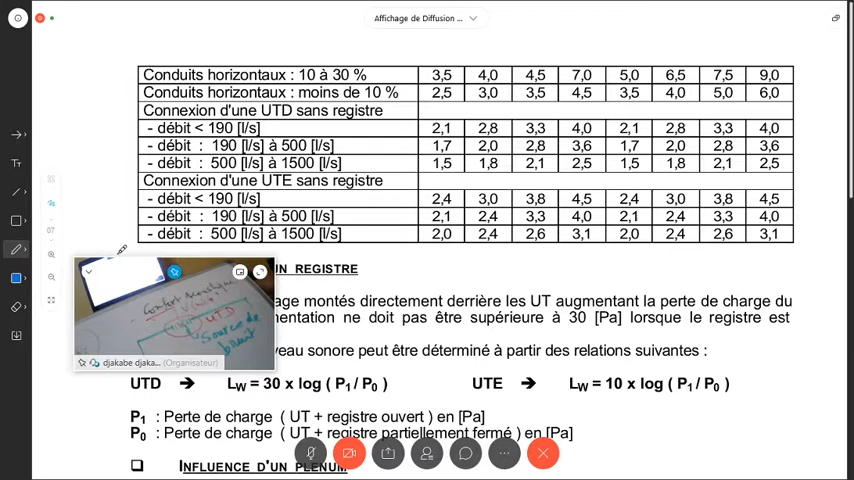 Affichage de Diffusion ...
Conduits horizontaux : 10 à 30 % 3,5 4,0 4,5 7,0 5,0 6,5 7,5 9,0
Conduits horizontaux : moins de 10 % 2,5 3,0 3,5 4,5 3,5 4,0 5,0 6,0
Connexion d'une UTD sans registre
- débit < 190 [l/s] 2,1 2,8 3,3 4,0 2,1 2,8 3,3 4,0
- débit : 190 [l/s] à 500 [l/s] 1,7 2,0 2,8 3,6 1,7 2,0 2,8 3,6
- débit : 500 [l/s] à 1500 [l/s] 1,5 1,8 2,1 2,5 1,5 1,8 2,1 2,5
Connexion d'une UTE sans registre
- débit < 190 [l/s] 2,4 3,0 3,8 4,5 2,4 3,0 3,8 4,5
- débit : 190 [l/s] à 500 [l/s] 2,1 2,4 3,3 4,0 2,1 2,4 3,3 4,0
- débit : 500 [l/s] à 1500 [l/s] 2,0 2,4 2,6 3,1 2,0 2,4 2,6 3,1
07
UN REGISTRE
age montés directement derrière les UT augmentant la perte de charge du
mentation ne doit pas être supérieure à 30 [Pa] lorsque le registre est
veau sonore peut être déterminé à partir des relations suivantes :
Confort acoustique
UTD
Source de
bruit
djakabe djaka... (Organisateur)
UTD ➔ LW = 30 x log ( P1 / P0 ) UTE ➔ LW = 10 x log ( P1 / P0 )
P1 : Perte de charge ( UT + registre ouvert ) en [Pa]
P0 : Perte de charge ( UT + registre partiellement fermé ) en [Pa]
INFLUENCE D'UN PLENUM